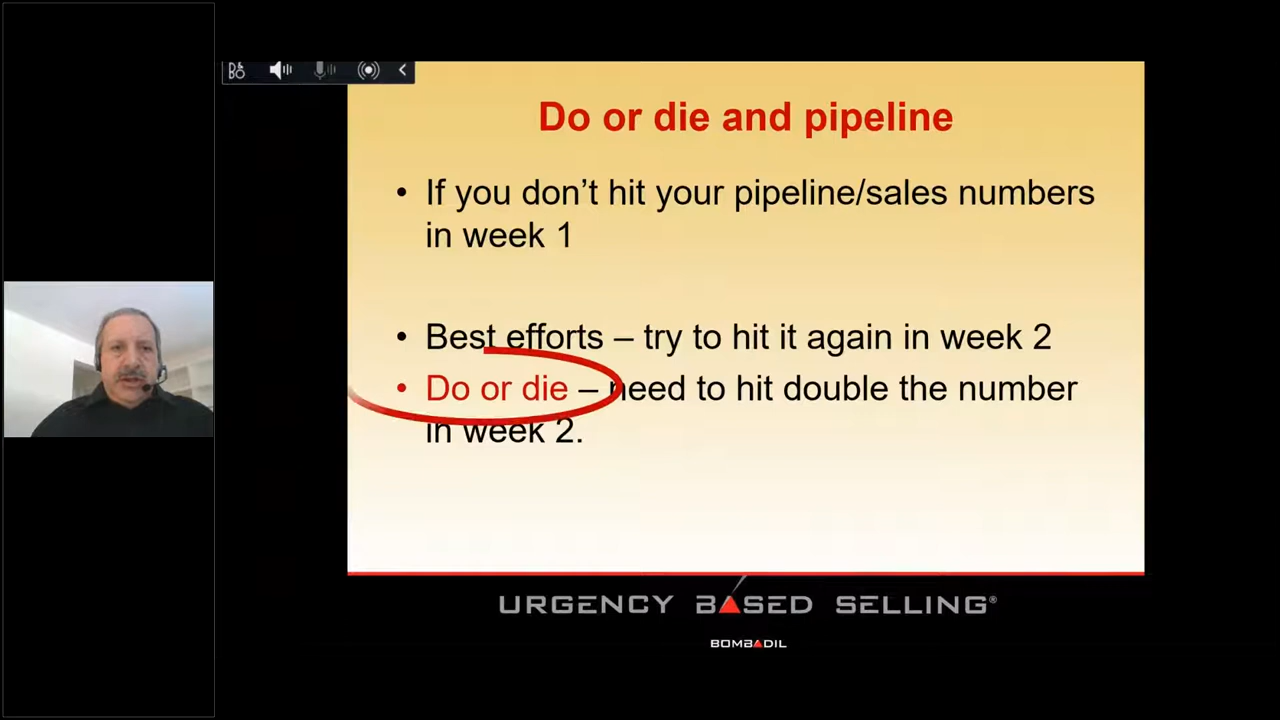 Do or die and pipeline
• If you don’t hit your pipeline/sales numbers
in week 1
• Best efforts – try to hit it again in week 2
• Do or die – need to hit double the number
in week 2.
URGENCY BASED SELLING®
BOMBADIL